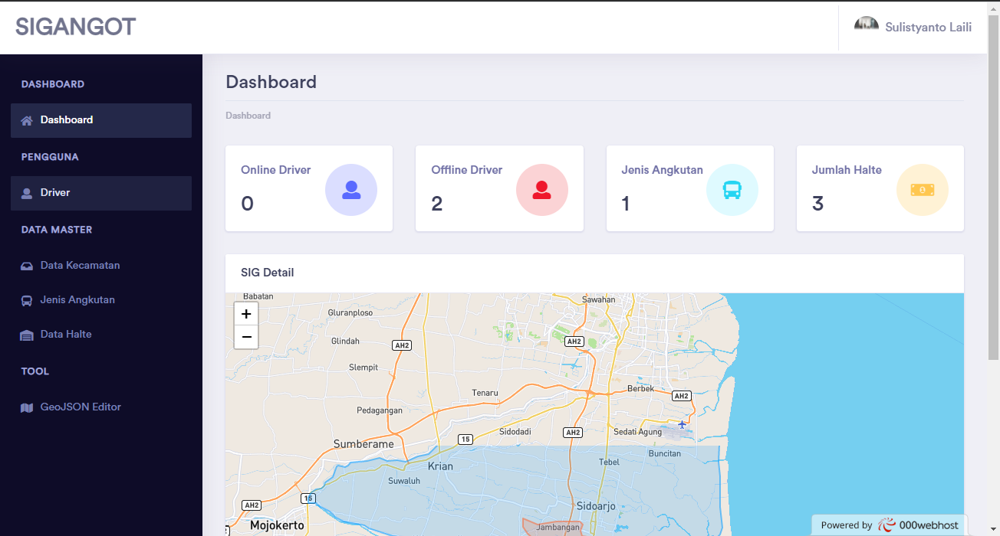 SIGANGOT
Sulistyanto Laili
DASHBOARD
Dashboard
PENGGUNA
Driver
DATA MASTER
Data Kecamatan
Jenis Angkutan
Data Halte
TOOL
GeoJSON Editor
Dashboard
Dashboard
Online Driver
0
Offline Driver
2
Jenis Angkutan
1
Jumlah Halte
3
SIG Detail
+
−
Babatan
Sawahan
Gluranploso
Glindah
AH2
AH2
Slempit
Tenaru
Berbek
AH2
Pedagangan
Sidodadi
AH2
Sedati Agung
15
Sumberame
Buncitan
Krian
Tebel
Suwaluh
15
AH2
Sidoarjo
Mojokerto
Jambangan
Powered by 000webhost